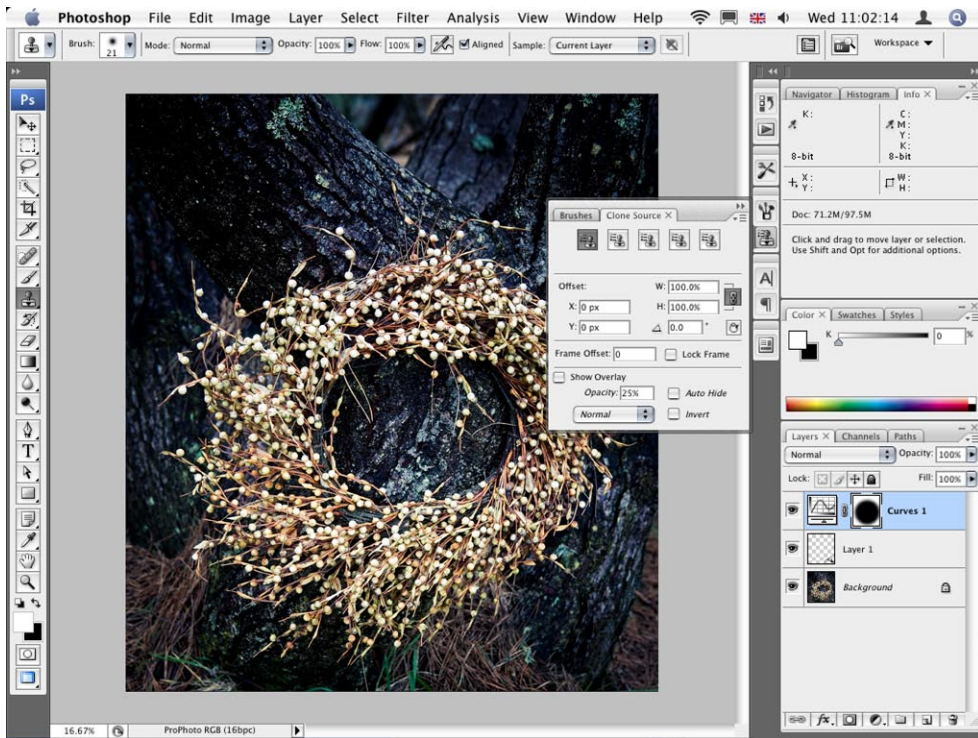 Photoshop File Edit Image Layer Select Filter Analysis View Window Help Wed 11:02:14
Brush: 21 Mode: Normal Opacity: 100% Flow: 100% Aligned Sample: Current Layer Workspace
Ps
Navigator Histogram Info
K: C:
M:
Y:
K:
8-bit 8-bit
X: W:
Y: H:
Doc: 71.2M/97.5M
Click and drag to move layer or selection.
Use Shift and Opt for additional options.
Brushes Clone Source
Offset: W: 100.0%
X: 0 px H: 100.0%
Y: 0 px 0.0 °
Frame Offset: 0 Lock Frame
Show Overlay
Opacity: 25% Auto Hide
Normal Invert
Color Swatches Styles
K 0 %
Layers Channels Paths
Normal Opacity: 100%
Lock: Fill: 100%
Curves 1
Layer 1
Background
16.67% ProPhoto RGB (16bpc)